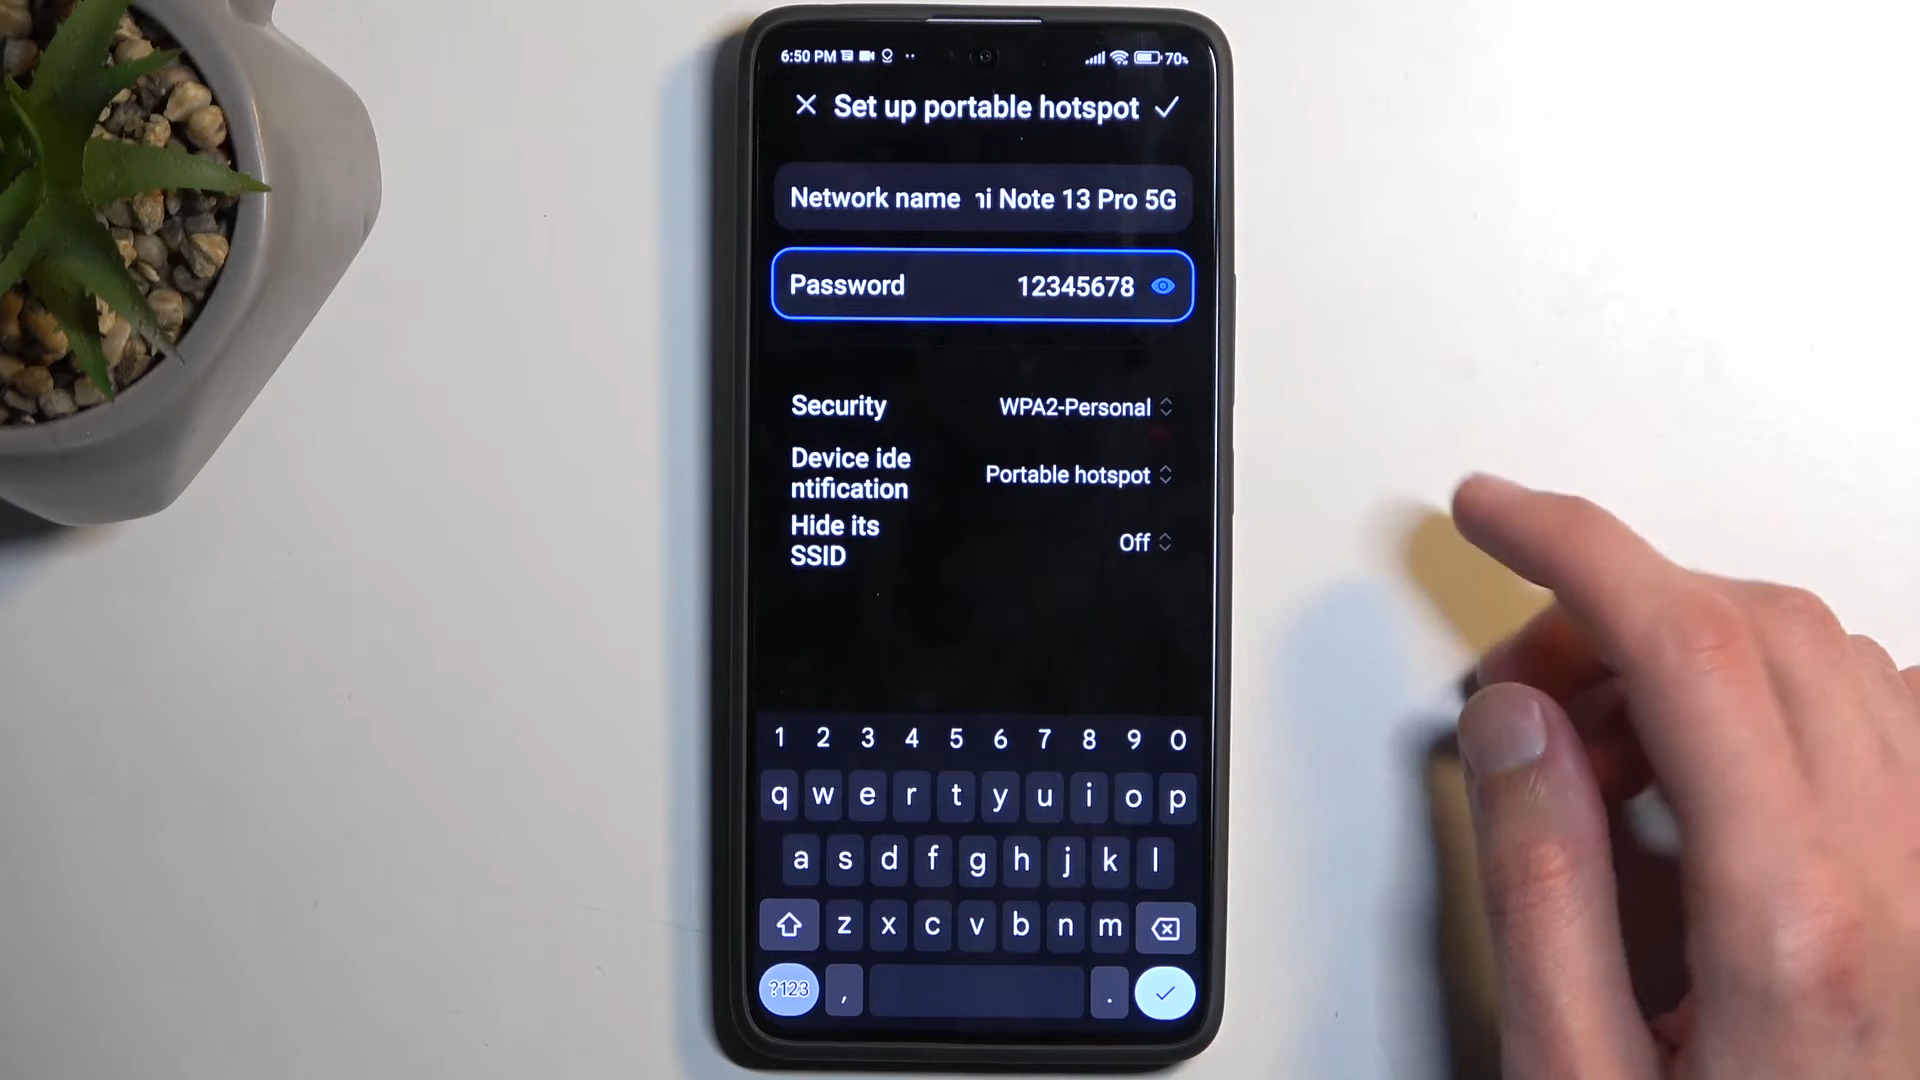 6:50 PM 70%
Set up portable hotspot
Network name ni Note 13 Pro 5G
Password 12345678
Security WPA2-Personal
Device ide
ntification Portable hotspot
Hide its
SSID Off
1 2 3 4 5 6 7 8 9 0
q w e r t y u i o p
a s d f g h j k l
z x c v b n m
?123 , .